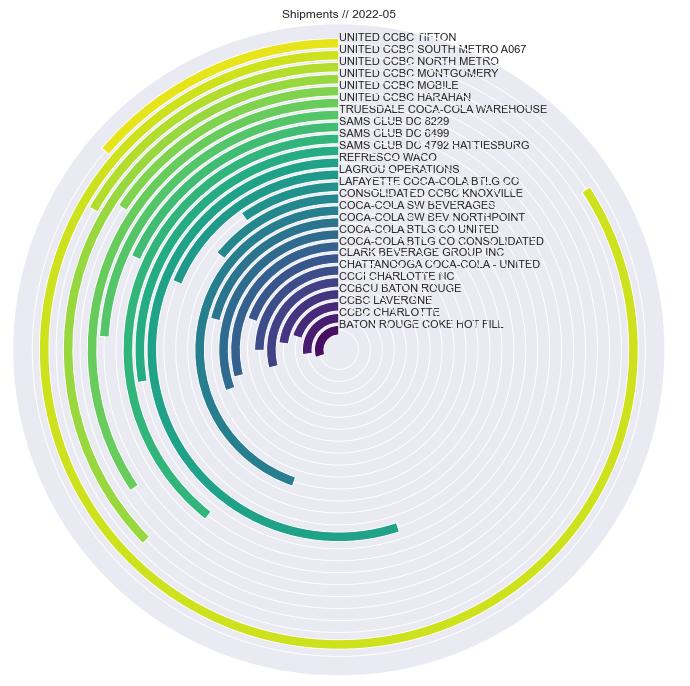 Shipments // 2022-05
UNITED CCBC TIFTON
UNITED CCBC SOUTH METRO A067
UNITED CCBC NORTH METRO
UNITED CCBC MONTGOMERY
UNITED CCBC MOBILE
UNITED CCBC HARAHAN
TRUESDALE COCA-COLA WAREHOUSE
SAMS CLUB DC 8229
SAMS CLUB DC 6499
SAMS CLUB DC 4792 HATTIESBURG
REFRESCO WACO
LAGROU OPERATIONS
LAFAYETTE COCA-COLA BTLG CO
CONSOLIDATED CCBC KNOXVILLE
COCA-COLA SW BEVERAGES
COCA-COLA SW BEV NORTHPOINT
COCA-COLA BTLG CO UNITED
COCA-COLA BTLG CO CONSOLIDATED
CLARK BEVERAGE GROUP INC
CHATTANOOGA COCA-COLA - UNITED
CCCI CHARLOTTE NC
CCBCU BATON ROUGE
CCBC LAVERGNE
CCBC CHARLOTTE
BATON ROUGE COKE HOT FILL